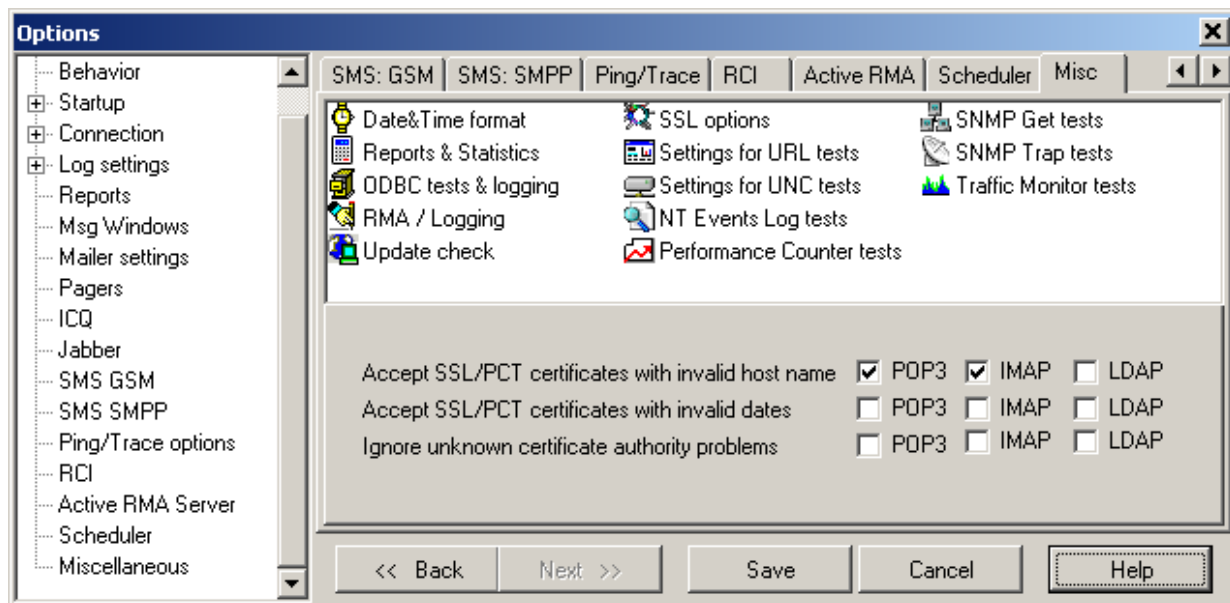 Options
Behavior
Startup
Connection
Log settings
Reports
Msg Windows
Mailer settings
Pagers
ICQ
Jabber
SMS GSM
SMS SMPP
Ping/Trace options
RCI
Active RMA Server
Scheduler
Miscellaneous
SMS: GSM SMS: SMPP Ping/Trace RCI Active RMA Scheduler Misc
Date&Time format SSL options SNMP Get tests
Reports & Statistics Settings for URL tests SNMP Trap tests
ODBC tests & logging Settings for UNC tests Traffic Monitor tests
RMA / Logging NT Events Log tests
Update check Performance Counter tests
Accept SSL/PCT certificates with invalid host name POP3 IMAP LDAP
Accept SSL/PCT certificates with invalid dates POP3 IMAP LDAP
Ignore unknown certificate authority problems POP3 IMAP LDAP
<< Back Next >> Save Cancel Help